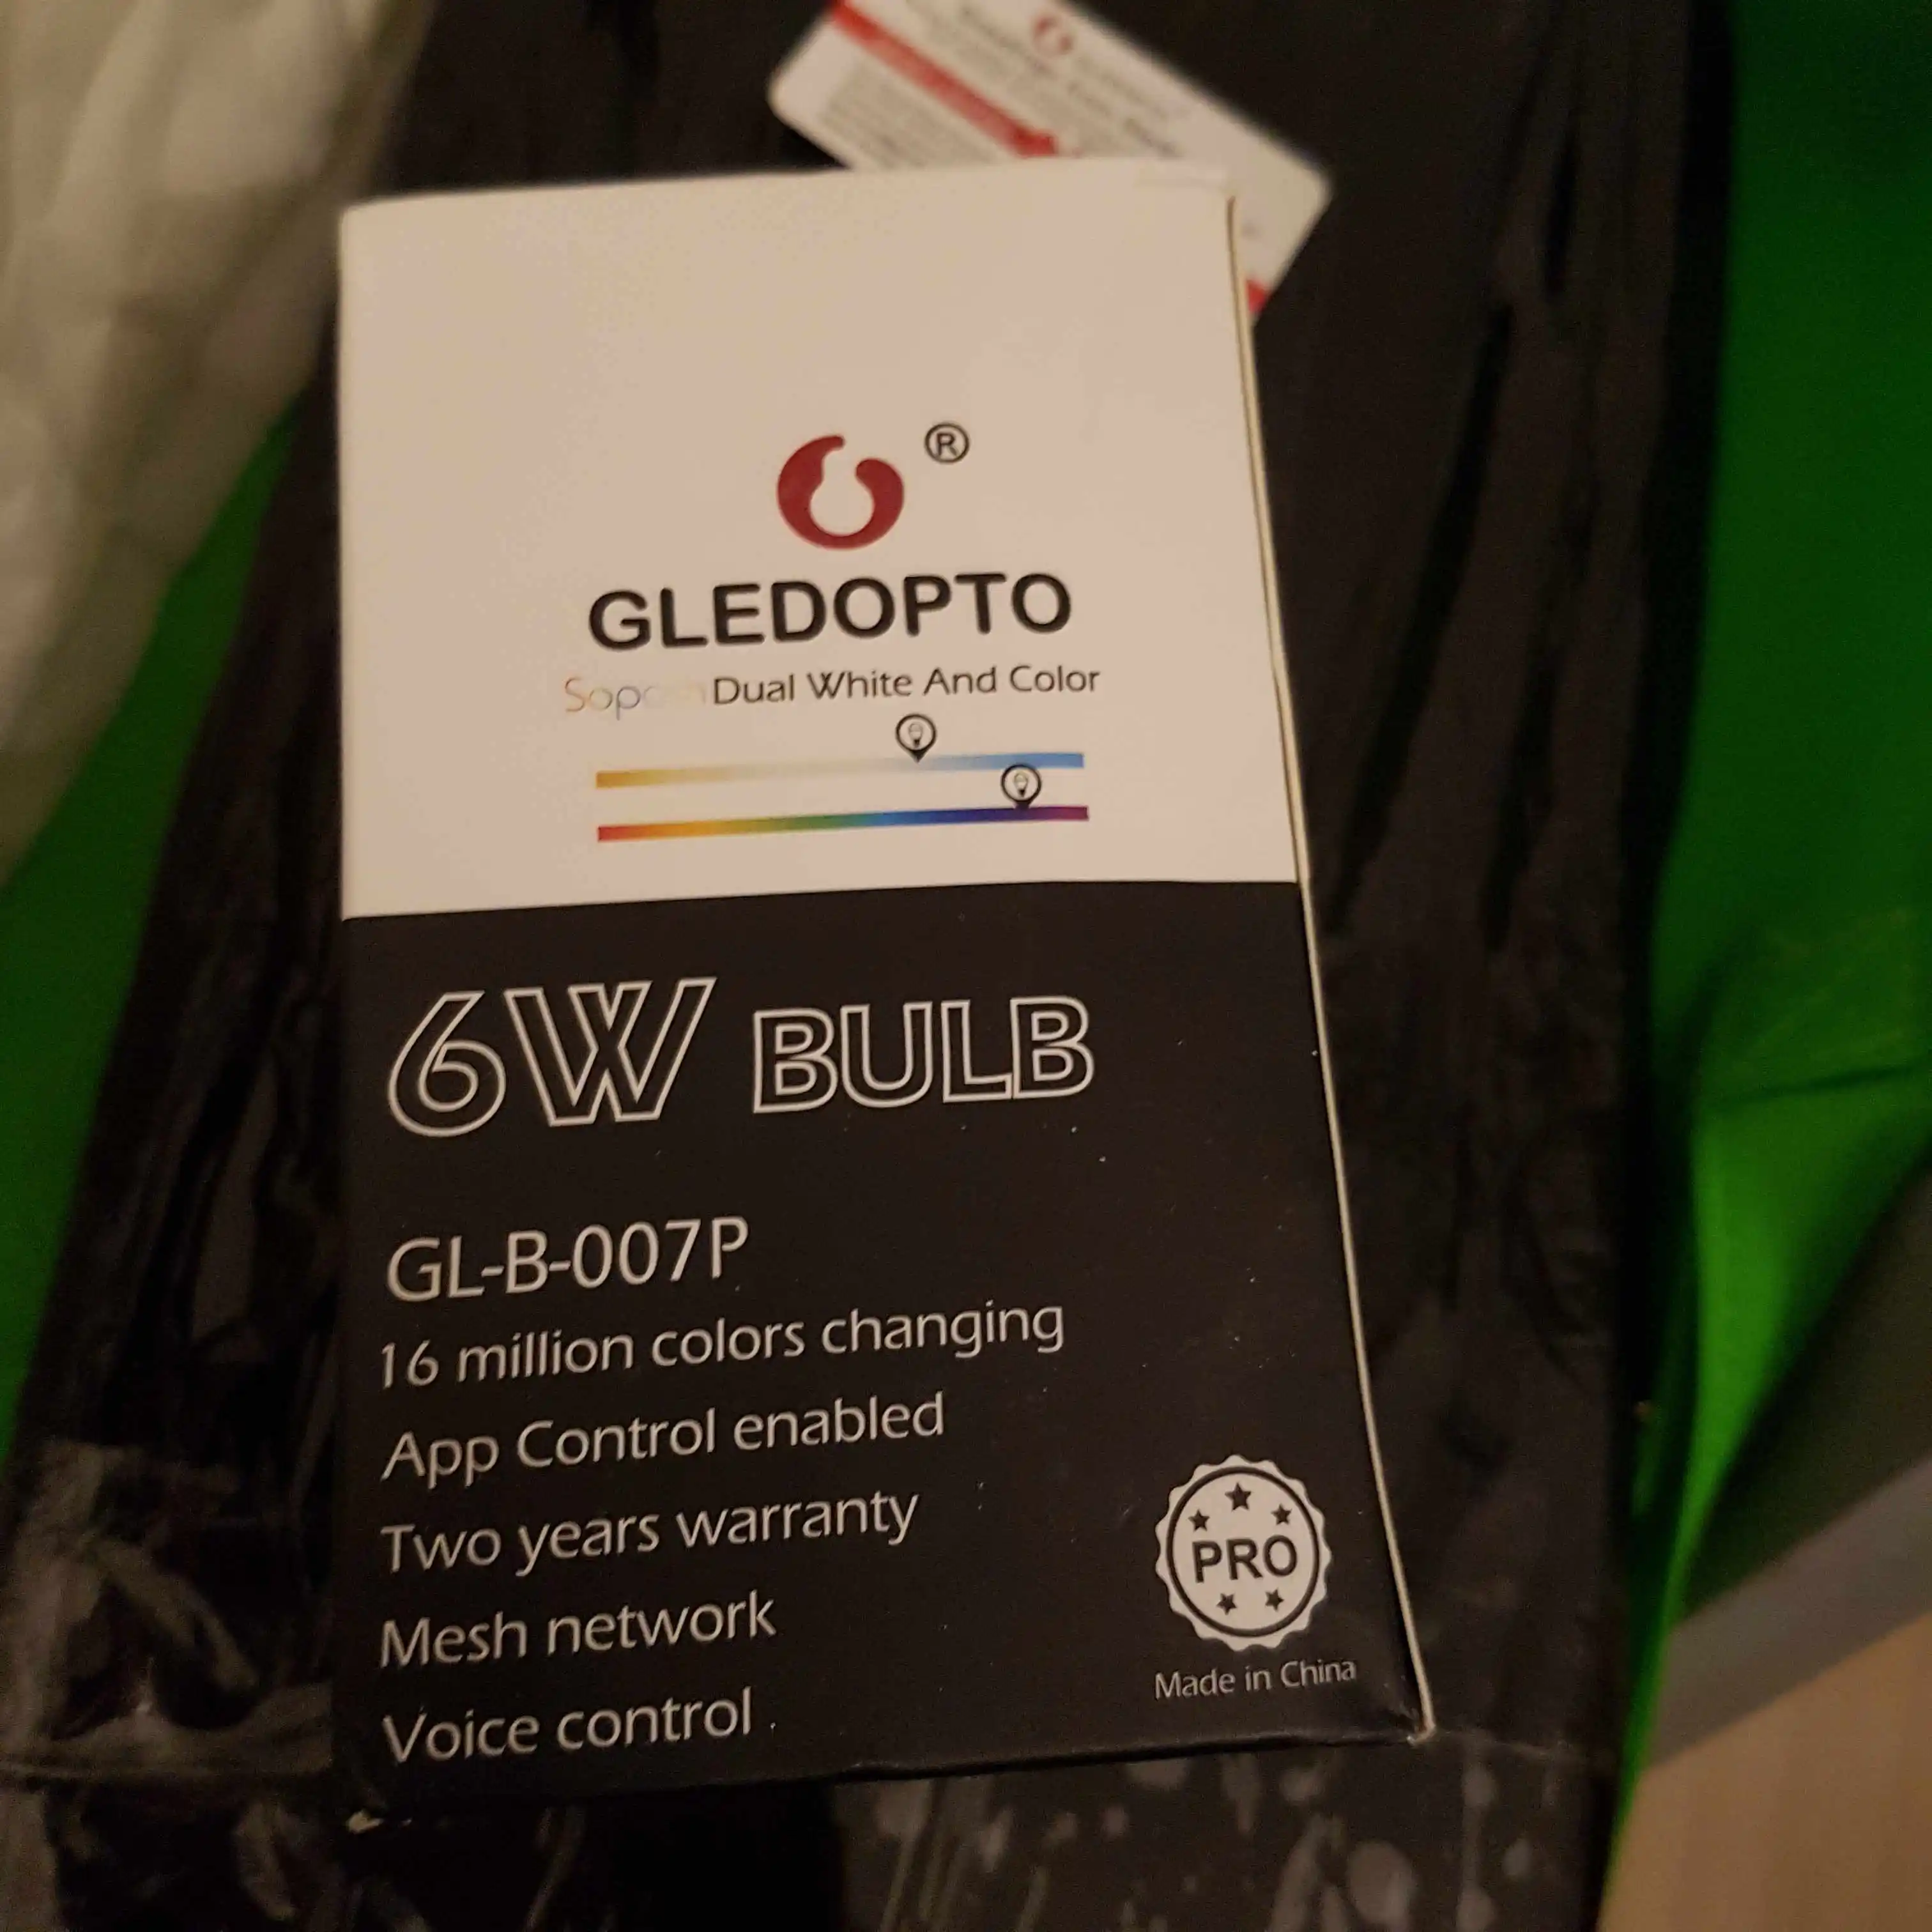 ®
GLEDOPTO
Dual White And Color
6W BULB
GL-B-007P
16 million colors changing
App Control enabled
Two years warranty
Mesh network
Voice control
PRO
Made in China